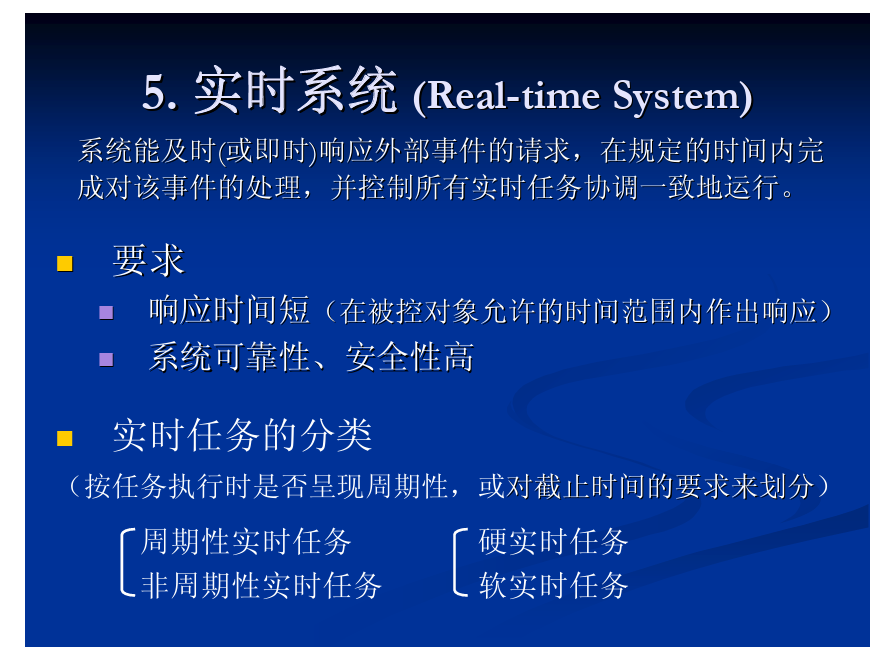 5. 实时系统 (Real-time System)
系统能及时(或即时)响应外部事件的请求，在规定的时间内完
成对该事件的处理，并控制所有实时任务协调一致地运行。
要求
响应时间短（在被控对象允许的时间范围内作出响应）
系统可靠性、安全性高
实时任务的分类
（按任务执行时是否呈现周期性，或对截止时间的要求来划分）
周期性实时任务
非周期性实时任务
硬实时任务
软实时任务